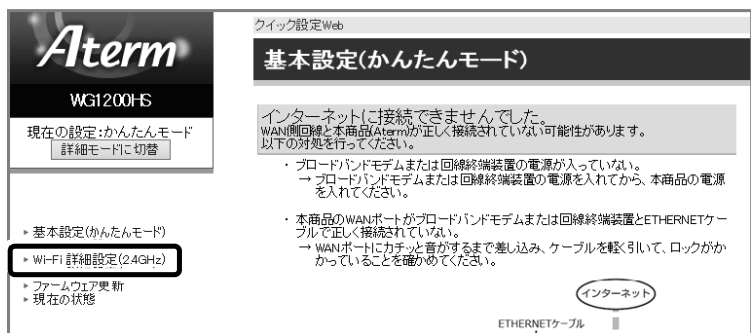 Aterm
WG1200HS
現在の設定:かんたんモード
詳細モードに切替
▸ 基本設定(かんたんモード)
▸ Wi-Fi 詳細設定(2.4GHz)
▸ ファームウェア更新
▸ 現在の状態
クイック設定Web
基本設定(かんたんモード)
インターネットに接続できませんでした。
WAN側回線と本商品(Aterm)が正しく接続されていない可能性があります。
以下の対処を行ってください。
・ ブロードバンドモデムまたは回線終端装置の電源が入っていない。
→ ブロードバンドモデムまたは回線終端装置の電源を入れてから、本商品の電源
を入れてください。
・ 本商品のWANポートがブロードバンドモデムまたは回線終端装置とETHERNETケー
ブルで正しく接続されていない。
→ WANポートにカチッと音がするまで差し込み、ケーブルを軽く引いて、ロックがか
かっていることを確かめてください。
インターネット
ETHERNETケーブル